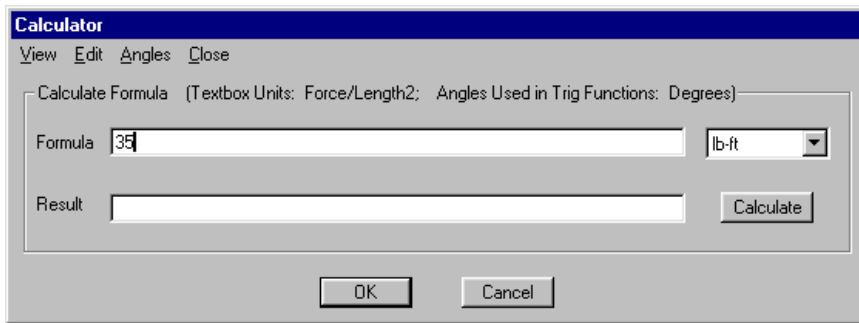 Calculator
View Edit Angles Close
Calculate Formula (Textbox Units: Force/Length2; Angles Used in Trig Functions: Degrees)
Formula 35 lb-ft
Result Calculate
OK Cancel